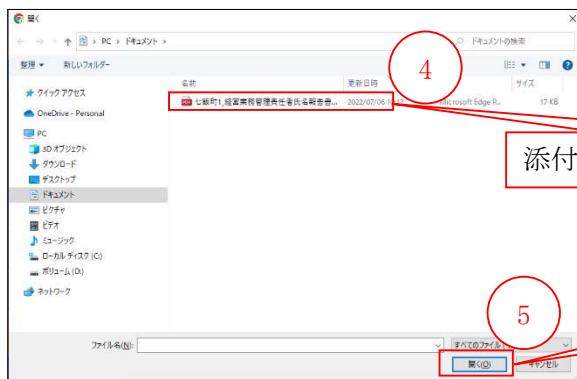 開く
PC > ドキュメント >
ドキュメントの検索
整理 ▼ 新しいフォルダー
名前 更新日時 サイズ
4
クイック アクセス
七飯町1_経営業務管理責任者氏名報告書... 2022/07/06 Microsoft Edge P... 17 KB
OneDrive - Personal
PC
3D オブジェクト
添付
ダウンロード
デスクトップ
ドキュメント
ピクチャ
ビデオ
ミュージック
ローカル ディスク (C:)
ボリューム (D:)
ネットワーク
5
ファイル名(N):
すべてのファイル
開く(O) キャンセル